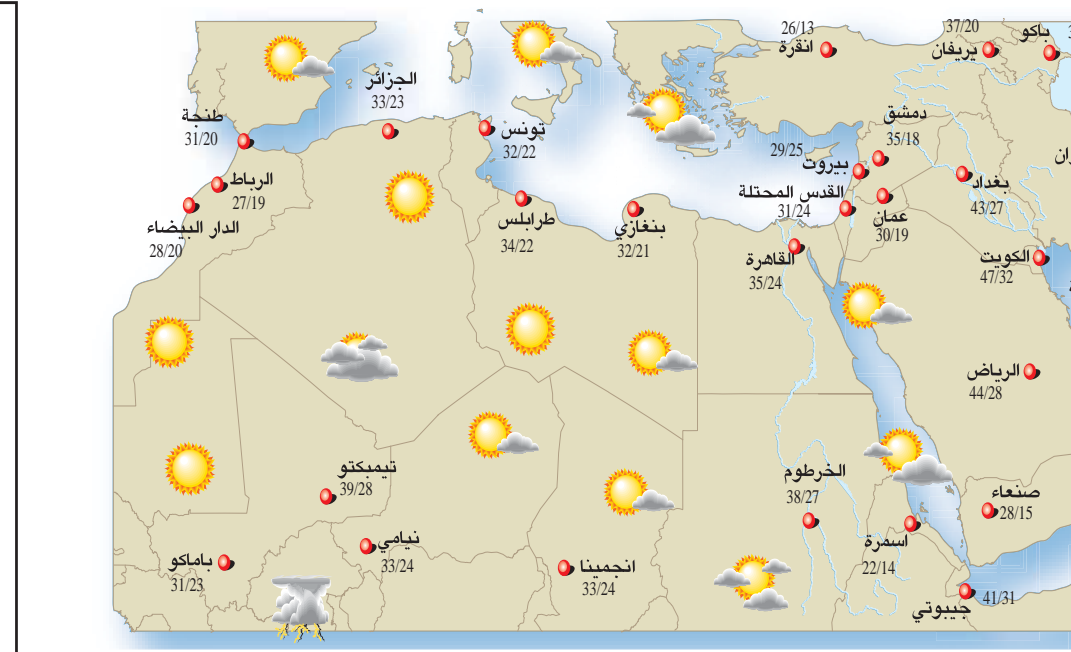 26/13
انقرة
37/20
يريفان
باكو
الجزائر
33/23
طنجة
31/20
تونس
32/22
دمشق
35/18
29/25
بيروت
بغداد
43/27
الرباط
27/19
القدس المحتلة
31/24
عمان
30/19
الدار البيضاء
28/20
طرابلس
34/22
بنغازي
32/21
القاهرة
35/24
الكويت
47/32
الرياض
44/28
تيمبكتو
39/28
الخرطوم
38/27
صنعاء
28/15
نيامي
33/24
اسمرة
22/14
باماكو
31/23
انجمينا
33/24
41/31
جيبوتي